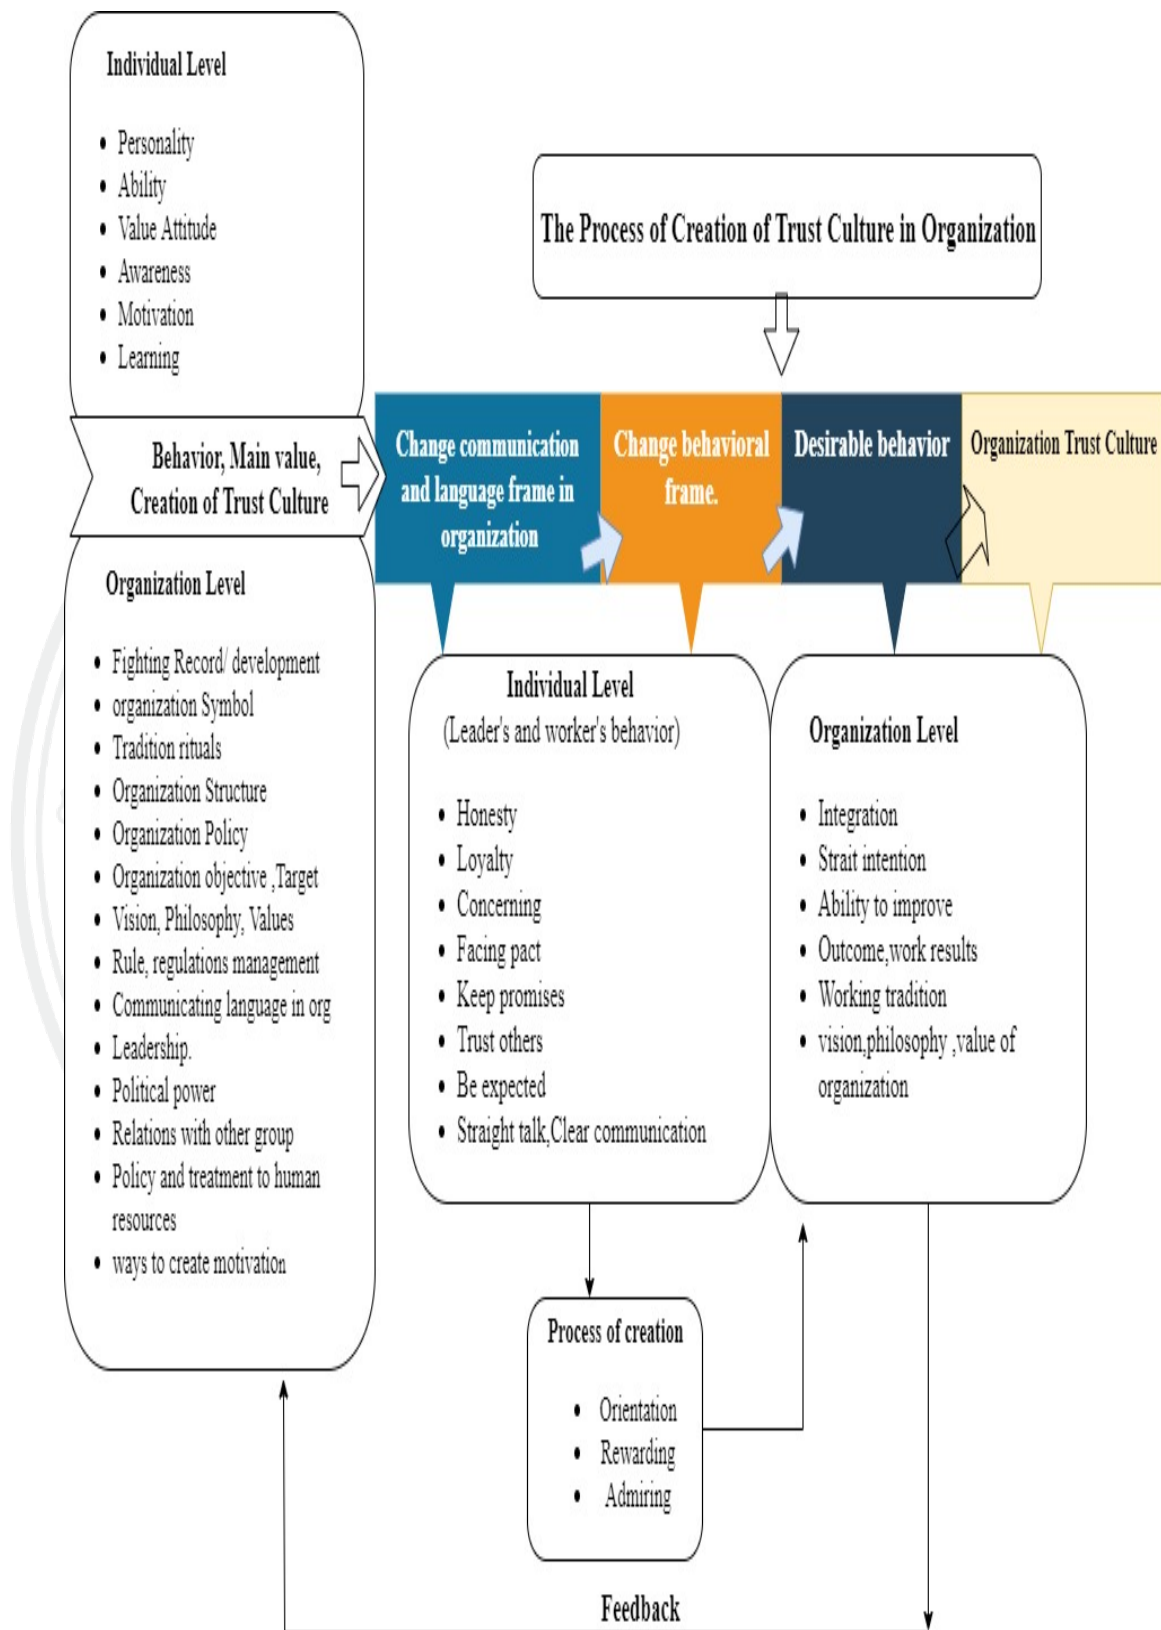 Individual Level
• Personality
• Ability
• Value Attitude
• Awareness
• Motivation
• Learning
The Process of Creation of Trust Culture in Organization
Behavior, Main value,
Creation of Trust Culture
Change communication
and language frame in
organization
Change behavioral
frame.
Desirable behavior
Organization Trust Culture
Organization Level
• Fighting Record/ development
• organization Symbol
• Tradition rituals
• Organization Structure
• Organization Policy
• Organization objective ,Target
• Vision, Philosophy, Values
• Rule, regulations management
• Communicating language in org
• Leadership.
• Political power
• Relations with other group
• Policy and treatment to human
resources
• ways to create motivation
Individual Level
(Leader's and worker's behavior)
• Honesty
• Loyalty
• Concerning
• Facing pact
• Keep promises
• Trust others
• Be expected
• Straight talk,Clear communication
Organization Level
• Integration
• Strait intention
• Ability to improve
• Outcome,work results
• Working tradition
• vision,philosophy ,value of
organization
Process of creation
• Orientation
• Rewarding
• Admiring
Feedback